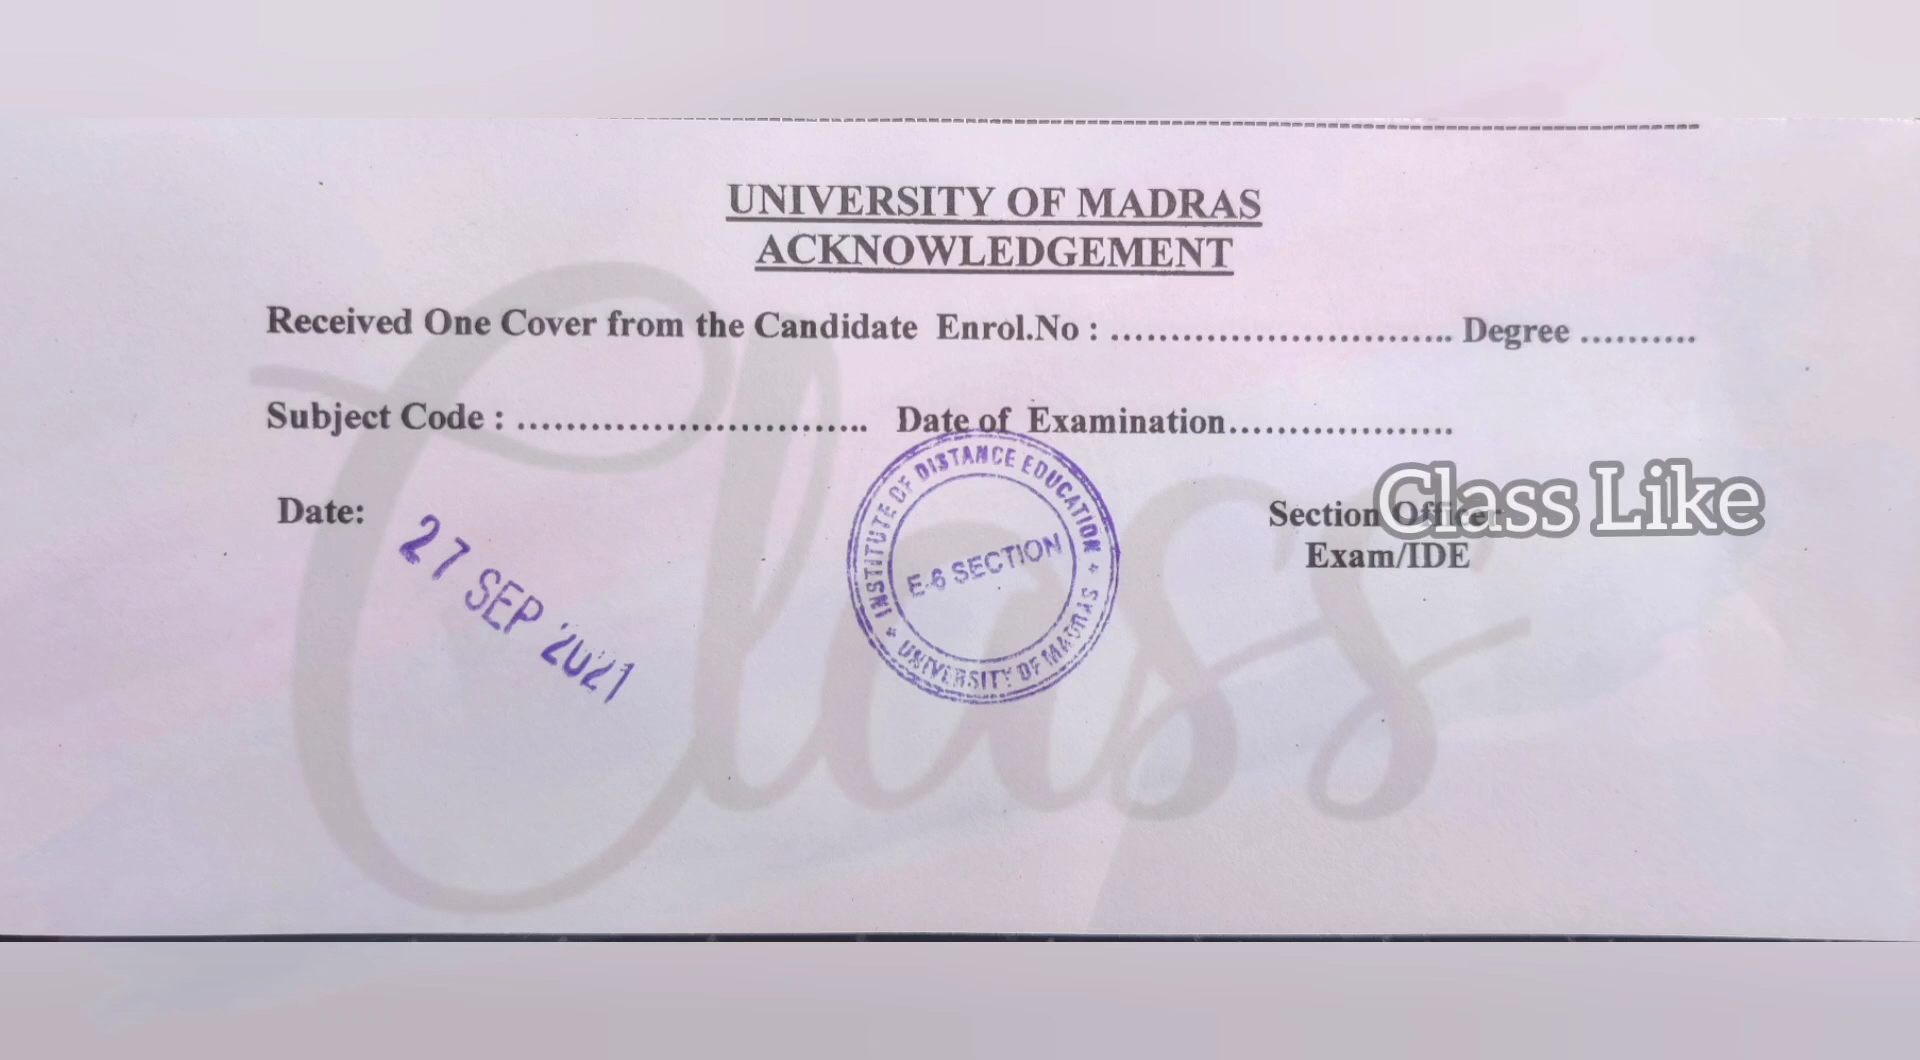 UNIVERSITY OF MADRAS
ACKNOWLEDGEMENT
Received One Cover from the Candidate Enrol.No : ............................. Degree ..........
Subject Code : ............................. Date of Examination...................
Date:
27 SEP 2021
INSTITUTE OF DISTANCE EDUCATION * UNIVERSITY OF MADRAS *
E-6 SECTION
Section Officer
Exam/IDE
Class Like
Class